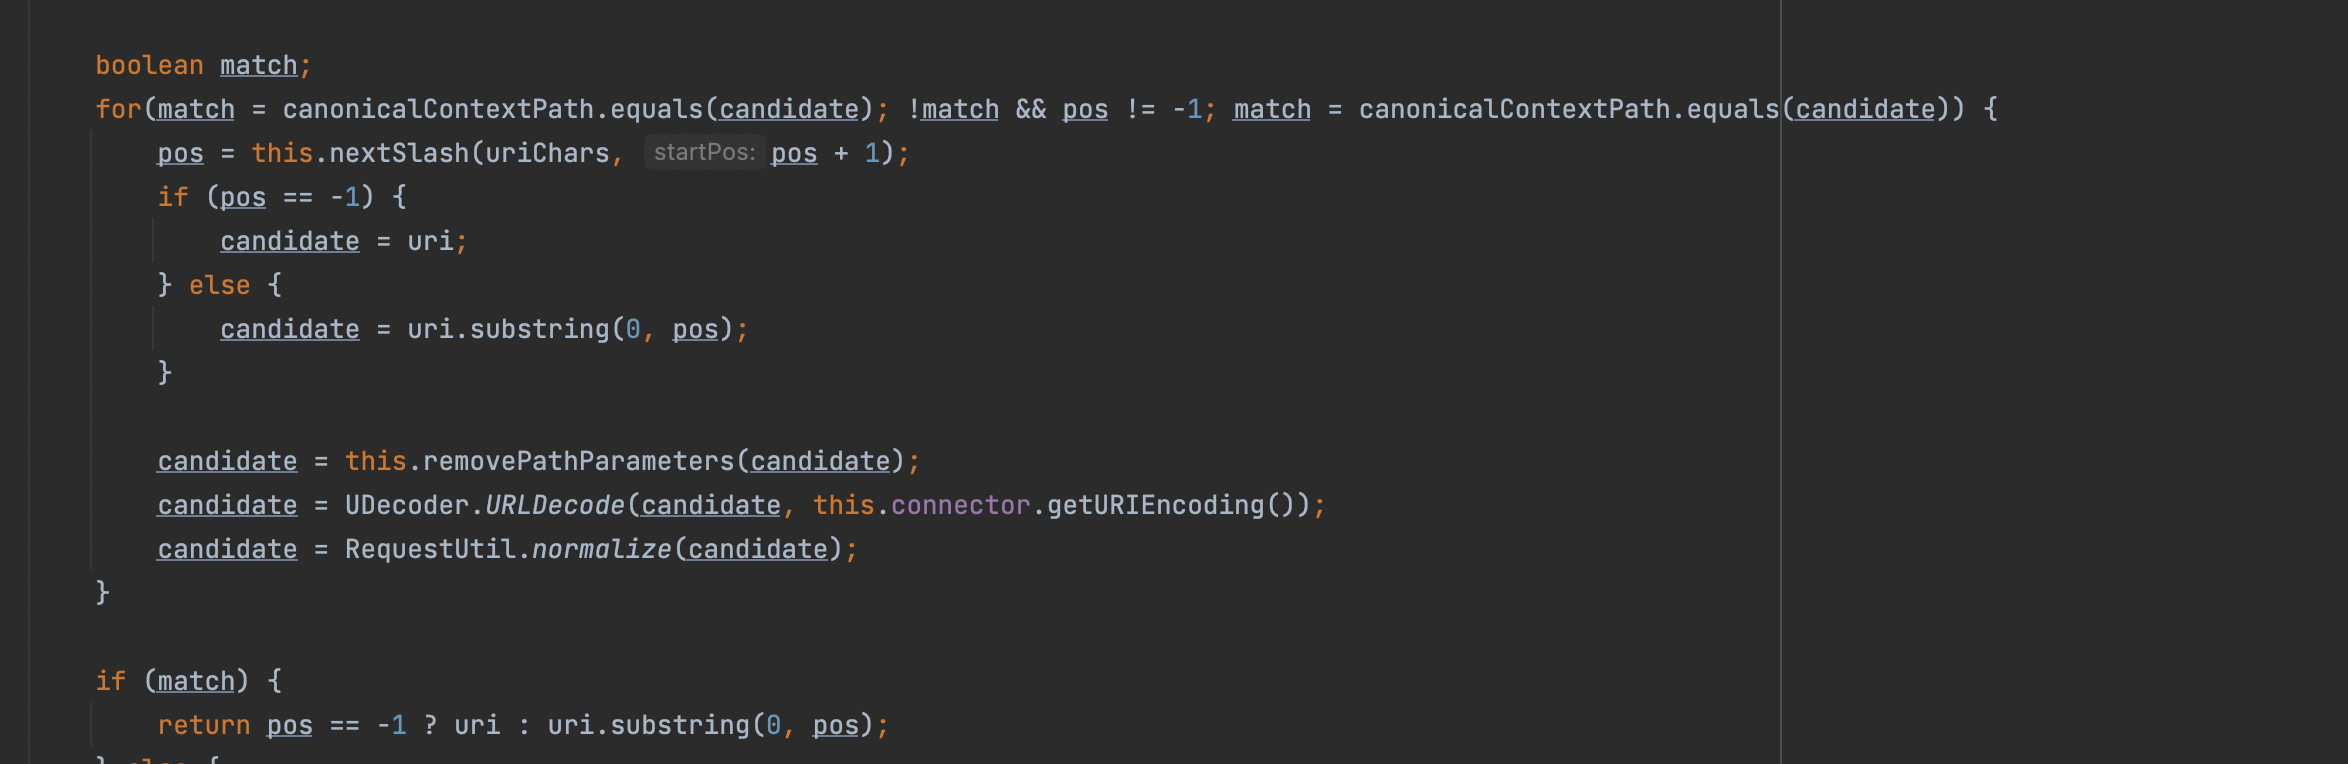 boolean match;
for(match = canonicalContextPath.equals(candidate); !match && pos != -1; match = canonicalContextPath.equals(candidate)) {
    pos = this.nextSlash(uriChars, startPos: pos + 1);
    if (pos == -1) {
        candidate = uri;
    } else {
        candidate = uri.substring(0, pos);
    }

    candidate = this.removePathParameters(candidate);
    candidate = UDecoder.URLDecode(candidate, this.connector.getURIEncoding());
    candidate = RequestUtil.normalize(candidate);
}

if (match) {
    return pos == -1 ? uri : uri.substring(0, pos);
} else {